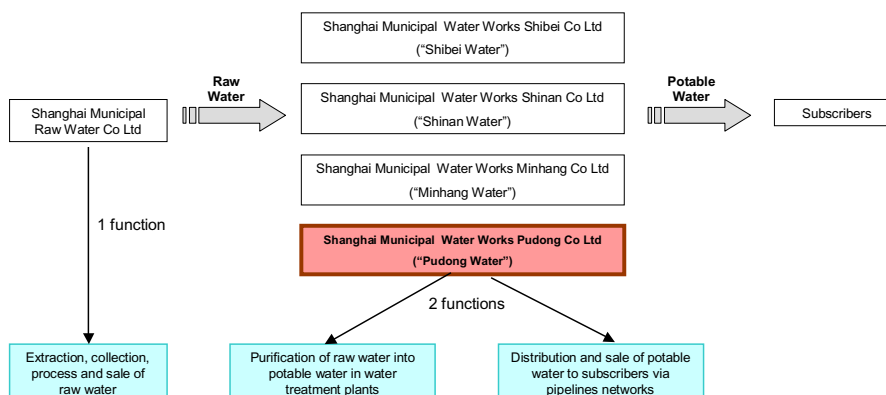 Shanghai Municipal Water Works Shibei Co Ltd
(“Shibei Water”)
Raw
Water
Potable
Water
Shanghai Municipal
Raw Water Co Ltd
Shanghai Municipal Water Works Shinan Co Ltd
(“Shinan Water”)
Subscribers
Shanghai Municipal Water Works Minhang Co Ltd
(“Minhang Water”)
1 function
Shanghai Municipal Water Works Pudong Co Ltd
(“Pudong Water”)
2 functions
Extraction, collection,
process and sale of
raw water
Purification of raw water into
potable water in water
treatment plants
Distribution and sale of potable
water to subscribers via
pipelines networks